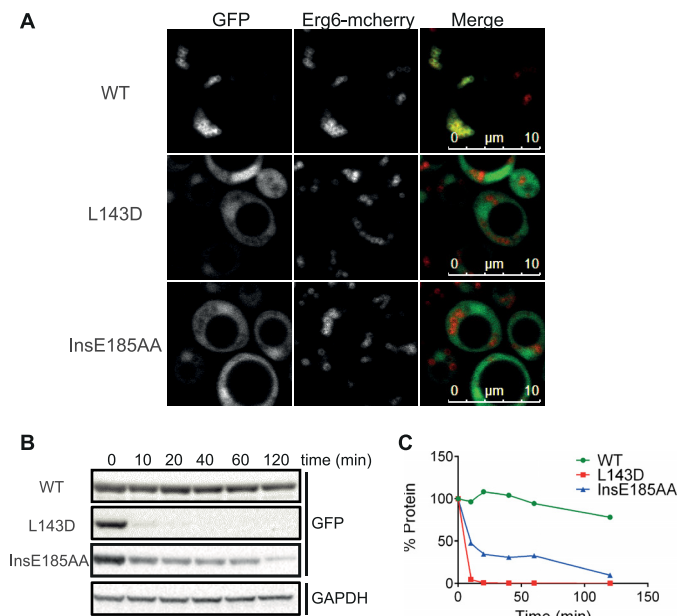 A
GFP Erg6-mcherry Merge
WT
0 µm 10
L143D
0 µm 10
InsE185AA
0 µm 10
B
0 10 20 40 60 120 time (min)
WT
L143D
GFP
InsE185AA
GAPDH
C
150
100
50
0
% Protein
0 50 100 150
Time (min)
WT
L143D
InsE185AA